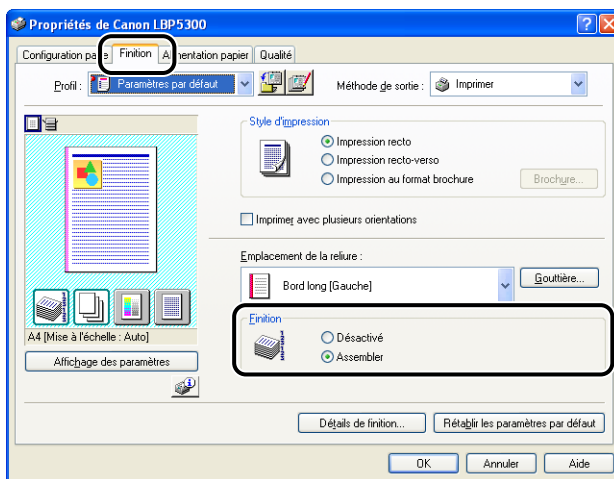 Propriétés de Canon LBP5300
Configuration page Finition Alimentation papier Qualité
Profil : Paramètres par défaut Méthode de sortie : Imprimer
Style d'impression
Impression recto
Impression recto-verso
Impression au format brochure Brochure...
Imprimer avec plusieurs orientations
Emplacement de la reliure :
Bord long [Gauche] Gouttière...
Finition
Désactivé
Assembler
A4 [Mise à l'échelle : Auto]
Affichage des paramètres
Détails de finition... Rétablir les paramètres par défaut
OK Annuler Aide